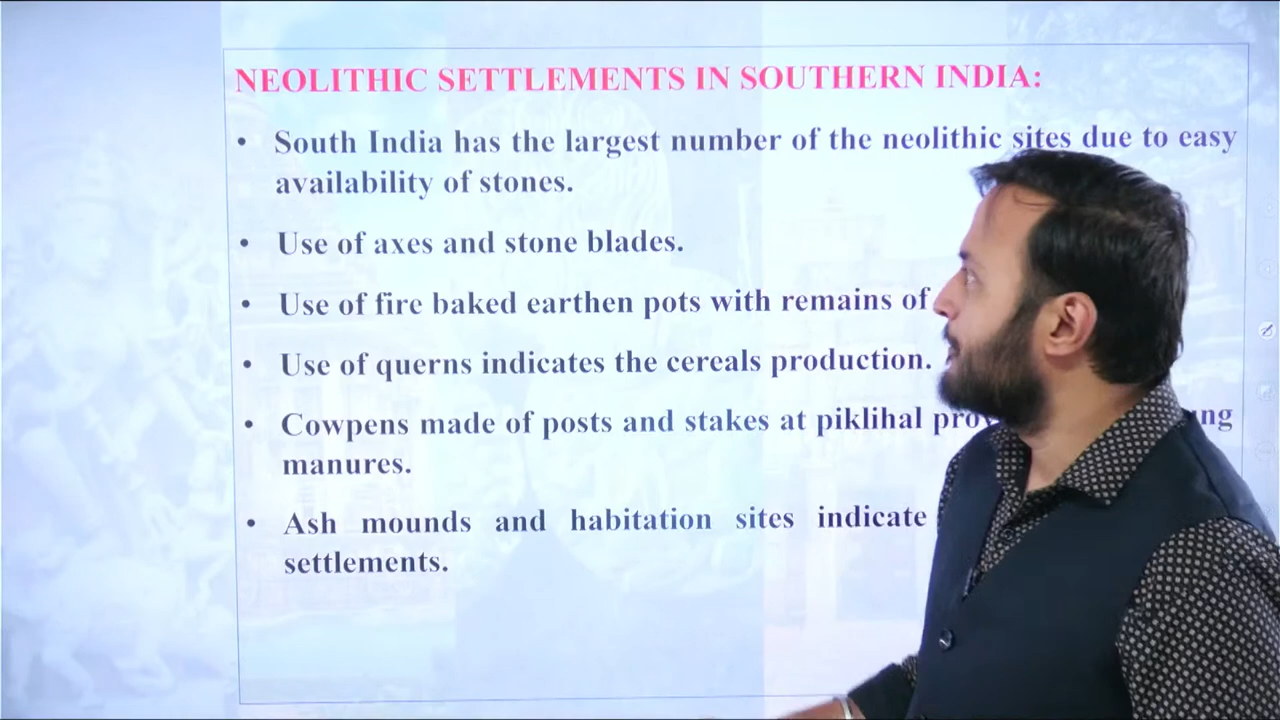 NEOLITHIC SETTLEMENTS IN SOUTHERN INDIA:
• South India has the largest number of the neolithic sites due to easy
availability of stones.
• Use of axes and stone blades.
• Use of fire baked earthen pots with remains of
• Use of querns indicates the cereals production.
• Cowpens made of posts and stakes at piklihal
manures.
• Ash mounds and habitation sites indicate
settlements.